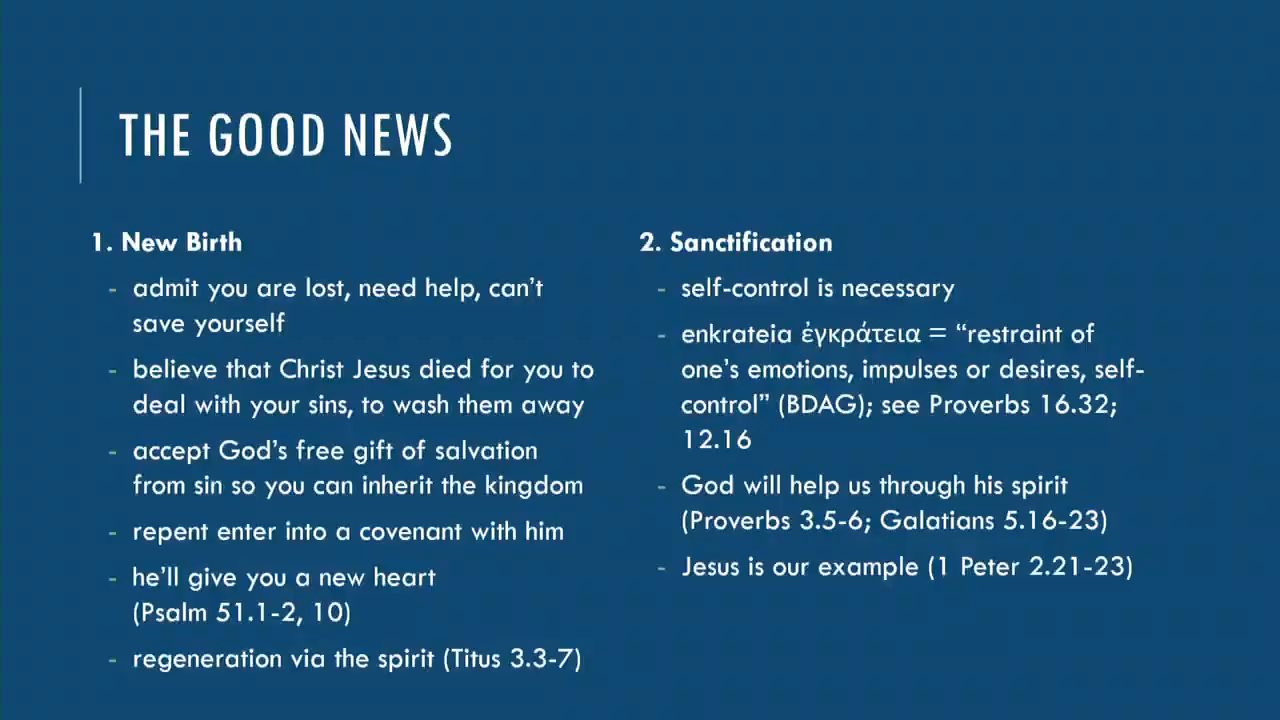 THE GOOD NEWS
1. New Birth
- admit you are lost, need help, can't
save yourself
- believe that Christ Jesus died for you to
deal with your sins, to wash them away
- accept God's free gift of salvation
from sin so you can inherit the kingdom
- repent enter into a covenant with him
- he'll give you a new heart
(Psalm 51.1-2, 10)
- regeneration via the spirit (Titus 3.3-7)
2. Sanctification
- self-control is necessary
- enkrateia ἐγκράτεια = “restraint of
one's emotions, impulses or desires, self-
control” (BDAG); see Proverbs 16.32;
12.16
- God will help us through his spirit
(Proverbs 3.5-6; Galatians 5.16-23)
- Jesus is our example (1 Peter 2.21-23)